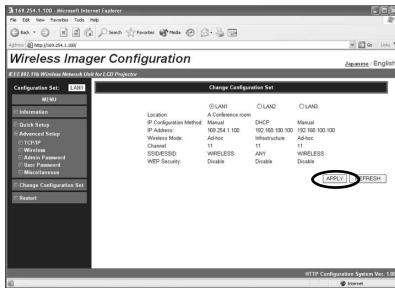 169.254.1.100 - Microsoft Internet Explorer
File Edit View Favorites Tools Help
Back Search Favorites Media
Address http://169.254.1.100/ Go Links
Wireless Imager Configuration
Japanese / English
IEEE802.11b Wireless Network Unit for LCD Projector
Configuration Set: LAN1
Change Configuration Set
MENU
Information
Quick Setup
Advanced Setup
TCP/IP
Wireless
Admin Password
User Password
Miscellaneous
Change Configuration Set
Restart
LAN1 LAN2 LAN3
Location: A Conference room
IP Configuration Method: Manual DHCP Manual
IP Address: 169.254.1.100 192.168.100.100 192.168.100.100
Wireless Mode: Ad-hoc Infrastructure Ad-hoc
Channel: 11 11 11
SSID/ESSID: WIRELESS ANY WIRELESS
WEP Security: Disable Disable Disable
APPLY REFRESH
HTTP Configuration System Ver. 1.00
Internet